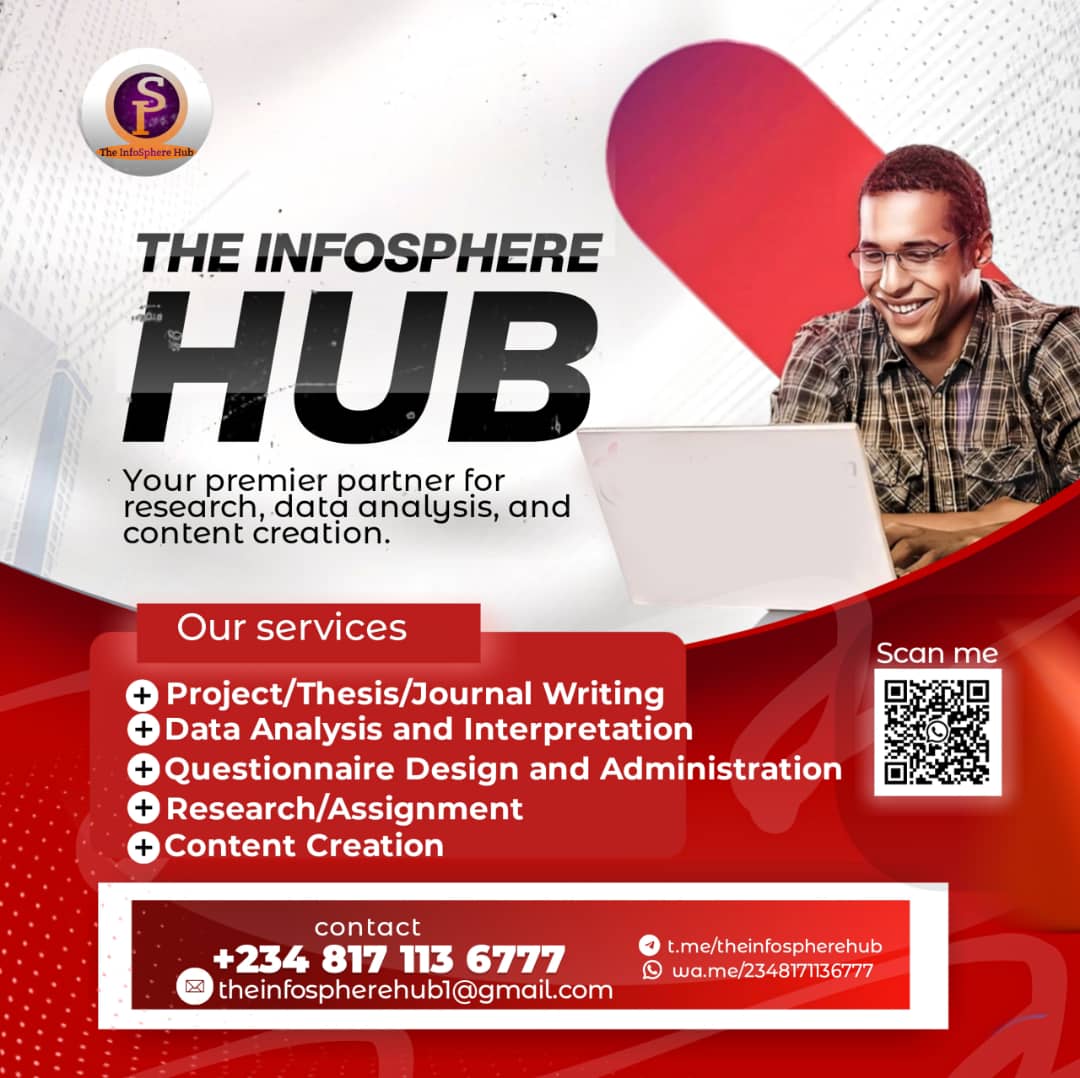 SI
The InfoSphere Hub
THE INFOSPHERE
HUB
Your premier partner for
research, data analysis, and
content creation.
Our services
Project/Thesis/Journal Writing
Data Analysis and Interpretation
Questionnaire Design and Administration
Research/Assignment
Content Creation
Scan me
contact
+234 817 113 6777
theinfospherehub1@gmail.com
t.me/theinfospherehub
wa.me/2348171136777